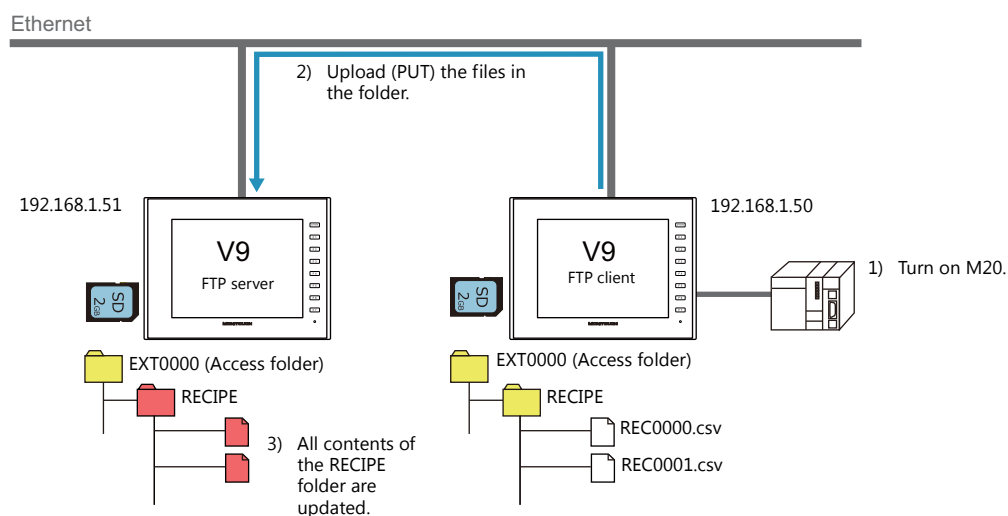 Ethernet
2) Upload (PUT) the files in
the folder.
192.168.1.51
192.168.1.50
V9
FTP server
V9
FTP client
1) Turn on M20.
SD
2GB
SD
2GB
MONITOUCH
MONITOUCH
EXT0000 (Access folder)
EXT0000 (Access folder)
RECIPE
RECIPE
3) All contents of
the RECIPE
folder are
updated.
REC0000.csv
REC0001.csv